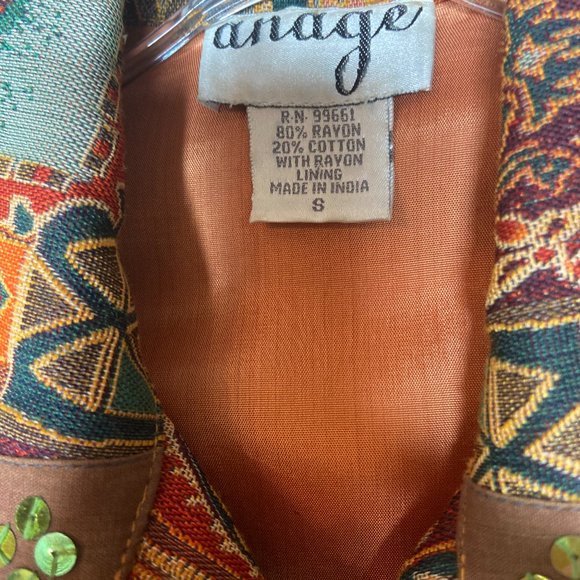 anage
R-N- 99661
80% RAYON
20% COTTON
WITH RAYON
LINING
MADE IN INDIA
S